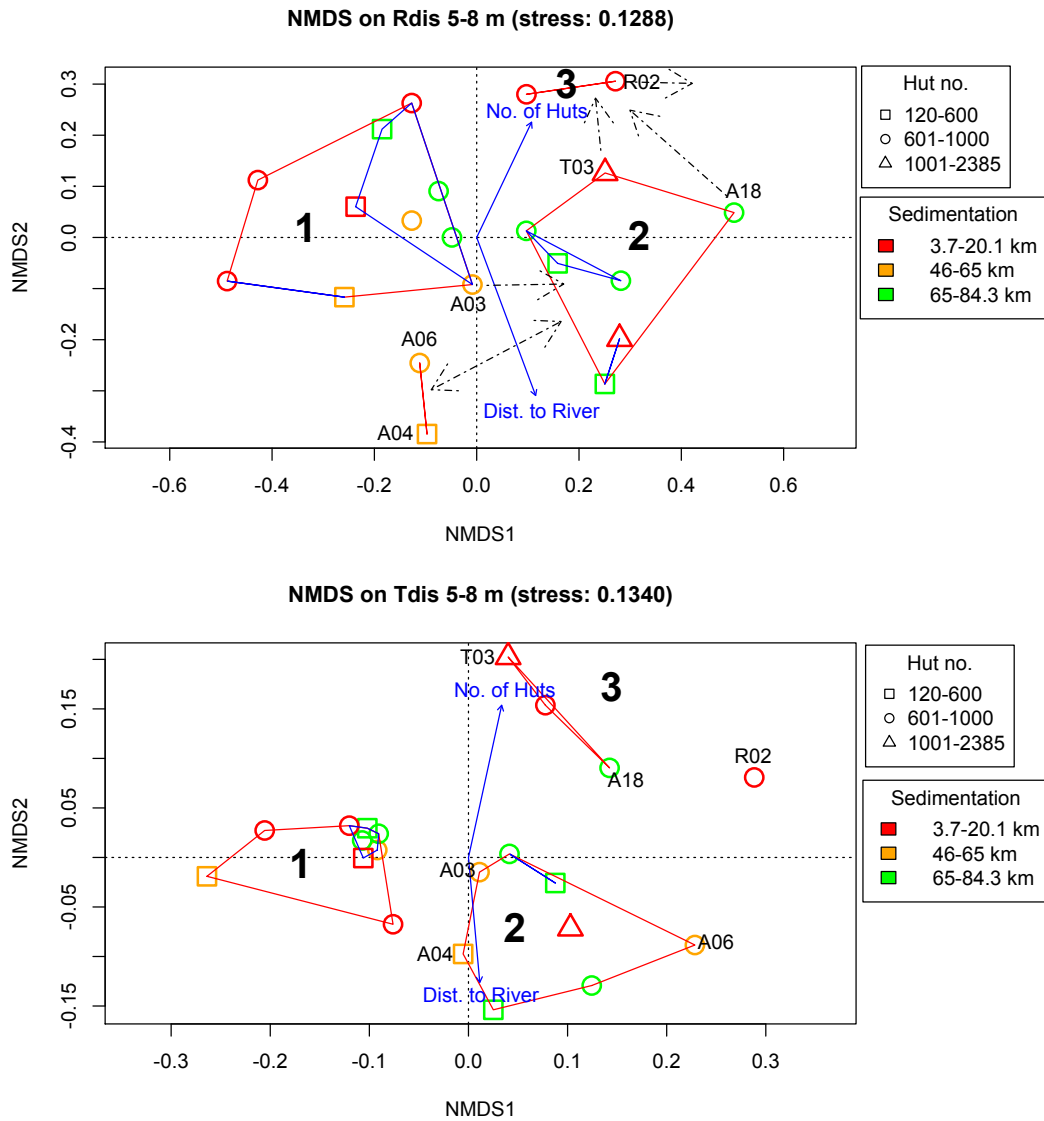 NMDS on Rdis 5-8 m (stress: 0.1288)
0.3
0.2
0.1
0.0
-0.2
-0.4
NMDS2
-0.6
-0.4
-0.2
0.0
0.2
0.4
0.6
NMDS1
3
R02
No. of Huts
T03
A18
1
2
A03
A06
A04
Dist. to River
Hut no.
120-600
601-1000
1001-2385
Sedimentation
3.7-20.1 km
46-65 km
65-84.3 km
NMDS on Tdis 5-8 m (stress: 0.1340)
0.15
0.05
-0.05
-0.15
NMDS2
-0.3
-0.2
-0.1
0.0
0.1
0.2
0.3
NMDS1
T03
3
No. of Huts
R02
A18
1
A03
2
A04
A06
Dist. to River
Hut no.
120-600
601-1000
1001-2385
Sedimentation
3.7-20.1 km
46-65 km
65-84.3 km